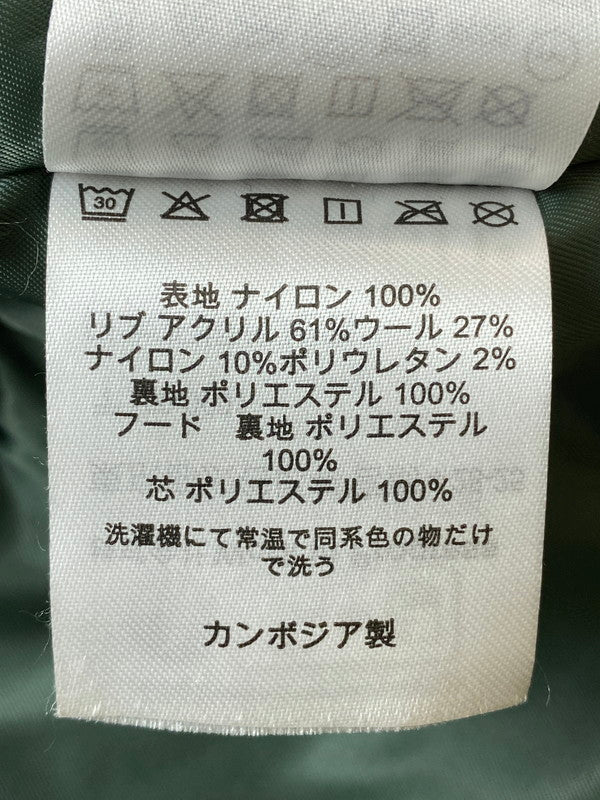 30
表地 ナイロン 100%
リブ アクリル 61%ウール 27%
ナイロン 10%ポリウレタン 2%
裏地 ポリエステル 100%
フード　裏地 ポリエステル
100%
芯 ポリエステル 100%
洗濯機にて常温で同系色の物だけ
で洗う
カンボジア製